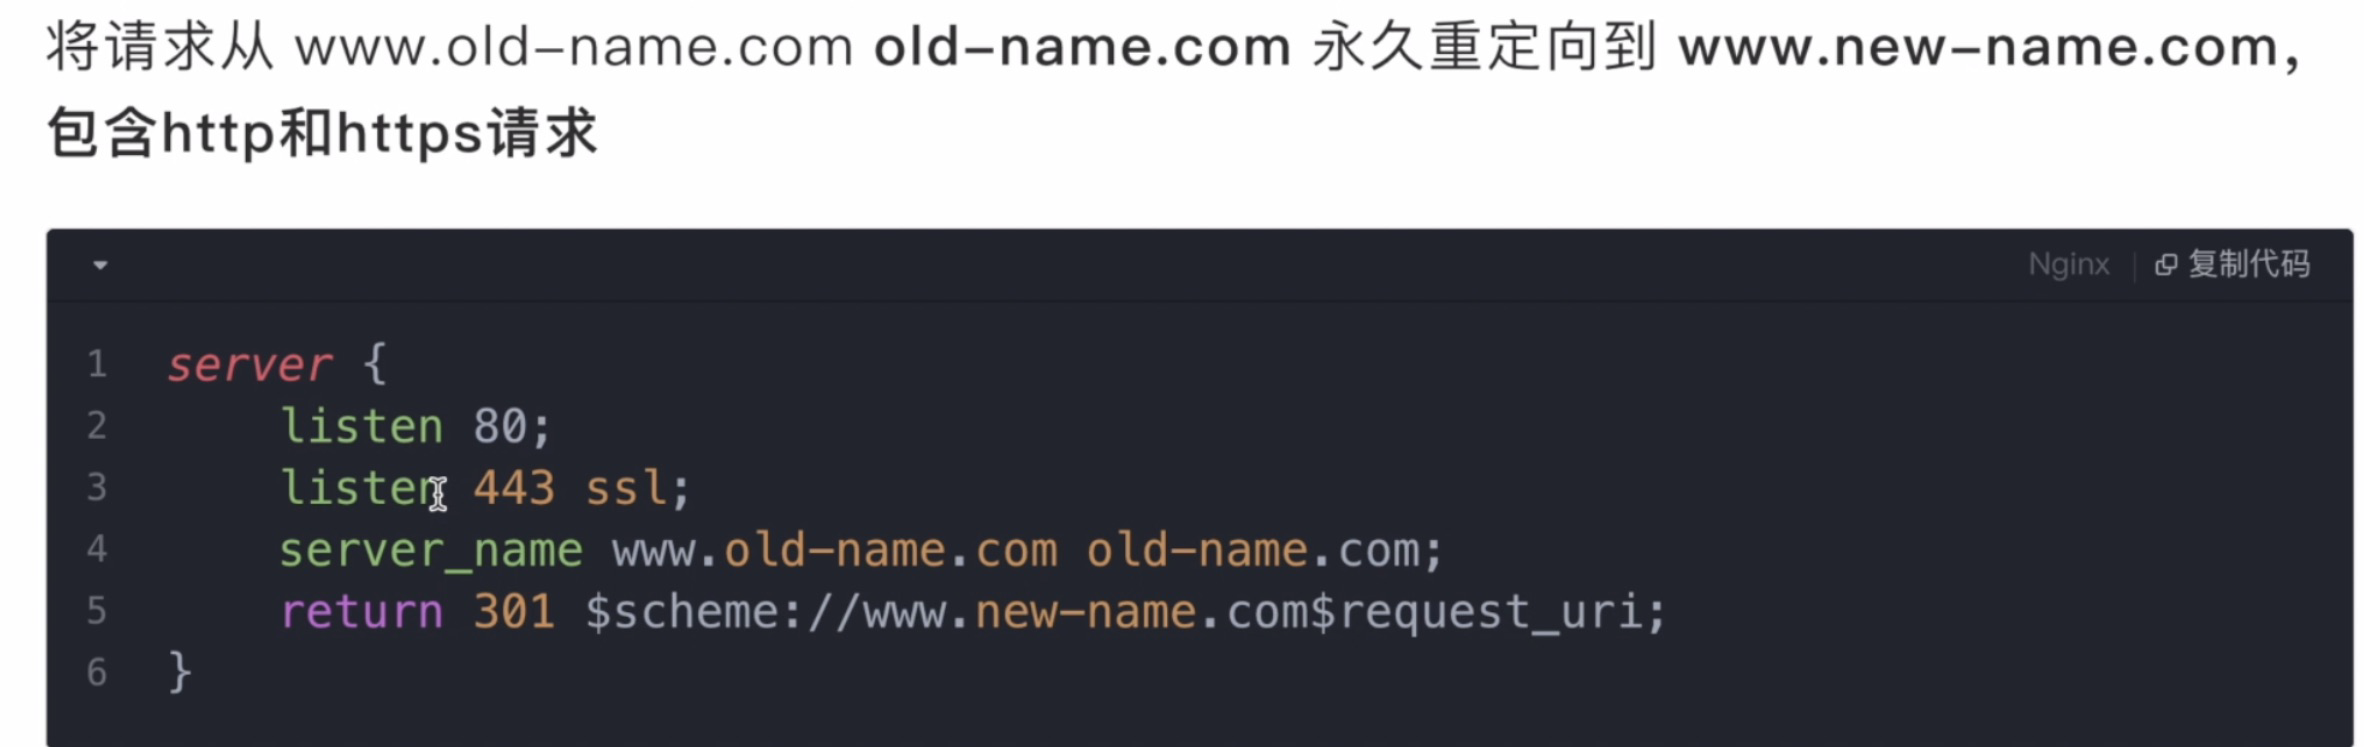 将请求从 www.old-name.com old-name.com 永久重定向到 www.new-name.com，
包含http和https请求
Nginx 复制代码
1 server {
2 listen 80;
3 listen 443 ssl;
4 server_name www.old-name.com old-name.com;
5 return 301 $scheme://www.new-name.com$request_uri;
6 }